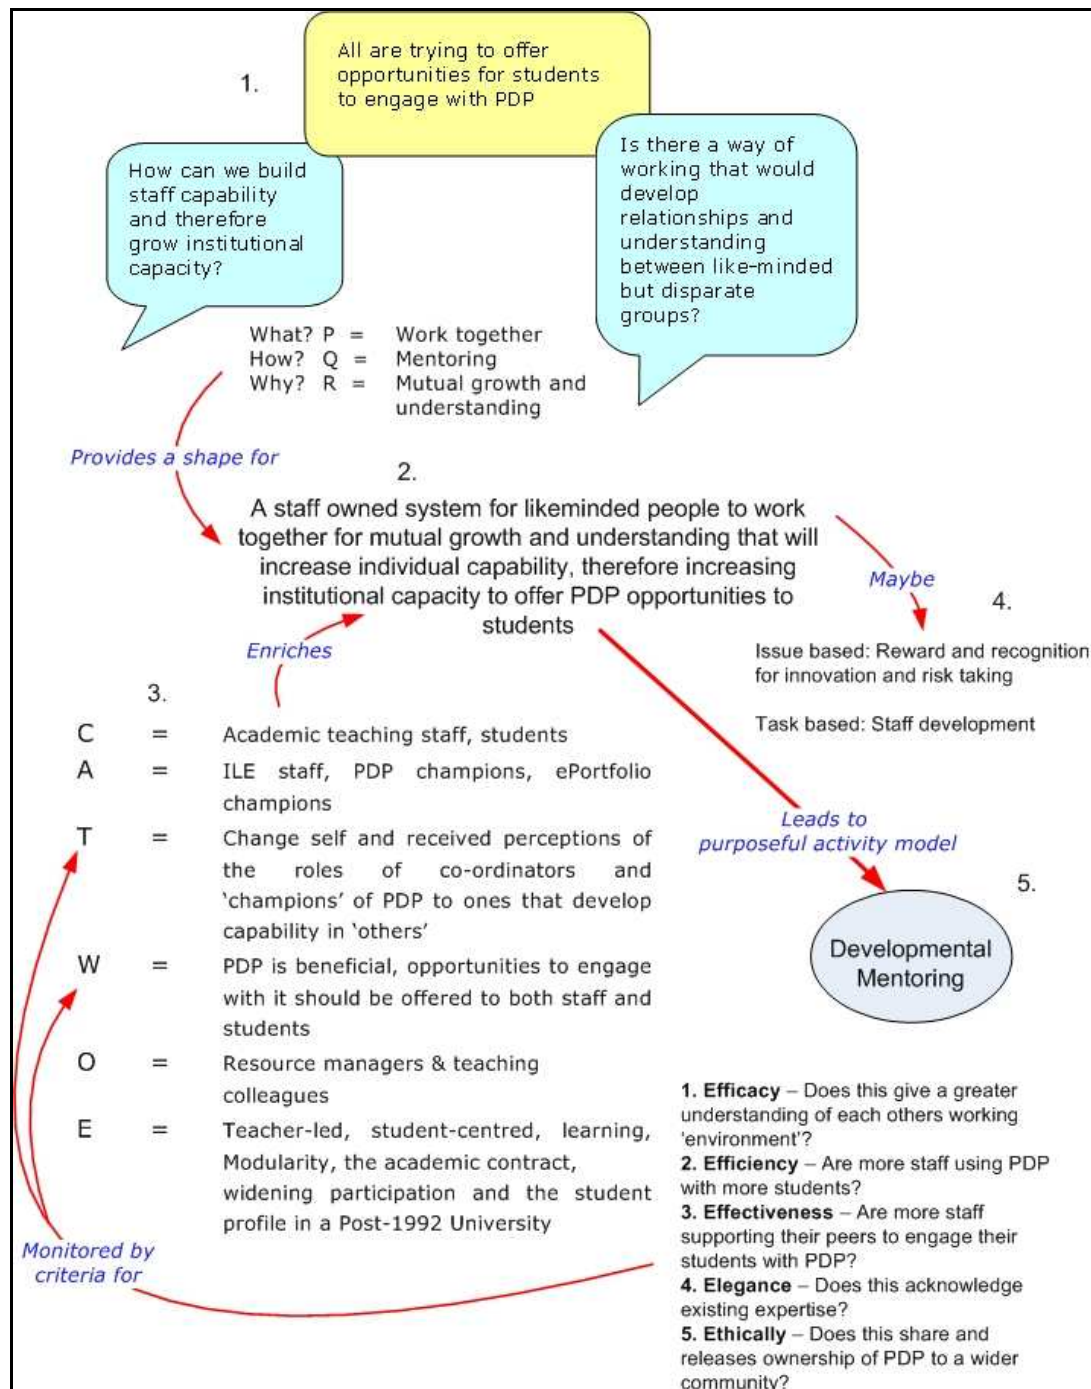 1.
All are trying to offer
opportunities for students
to engage with PDP
How can we build
staff capability
and therefore
grow institutional
capacity?
Is there a way of
working that would
develop
relationships and
understanding
between like-minded
but disparate
groups?
What? P = Work together
How? Q = Mentoring
Why? R = Mutual growth and
understanding
Provides a shape for
2.
A staff owned system for likeminded people to work
together for mutual growth and understanding that will
increase individual capability, therefore increasing
institutional capacity to offer PDP opportunities to
students
Maybe
4.
Issue based: Reward and recognition
for innovation and risk taking
Task based: Staff development
Enriches
3.
C = Academic teaching staff, students
A = ILE staff, PDP champions, ePortfolio
champions
T = Change self and received perceptions of
the roles of co-ordinators and
‘champions’ of PDP to ones that develop
capability in ‘others’
W = PDP is beneficial, opportunities to engage
with it should be offered to both staff and
students
O = Resource managers & teaching
colleagues
E = Teacher-led, student-centred, learning,
Modularity, the academic contract,
widening participation and the student
profile in a Post-1992 University
Leads to
purposeful activity model
5.
Developmental
Mentoring
Monitored by
criteria for
1. Efficacy – Does this give a greater
understanding of each others working
‘environment’?
2. Efficiency – Are more staff using PDP
with more students?
3. Effectiveness – Are more staff
supporting their peers to engage their
students with PDP?
4. Elegance – Does this acknowledge
existing expertise?
5. Ethically – Does this share and
releases ownership of PDP to a wider
community?